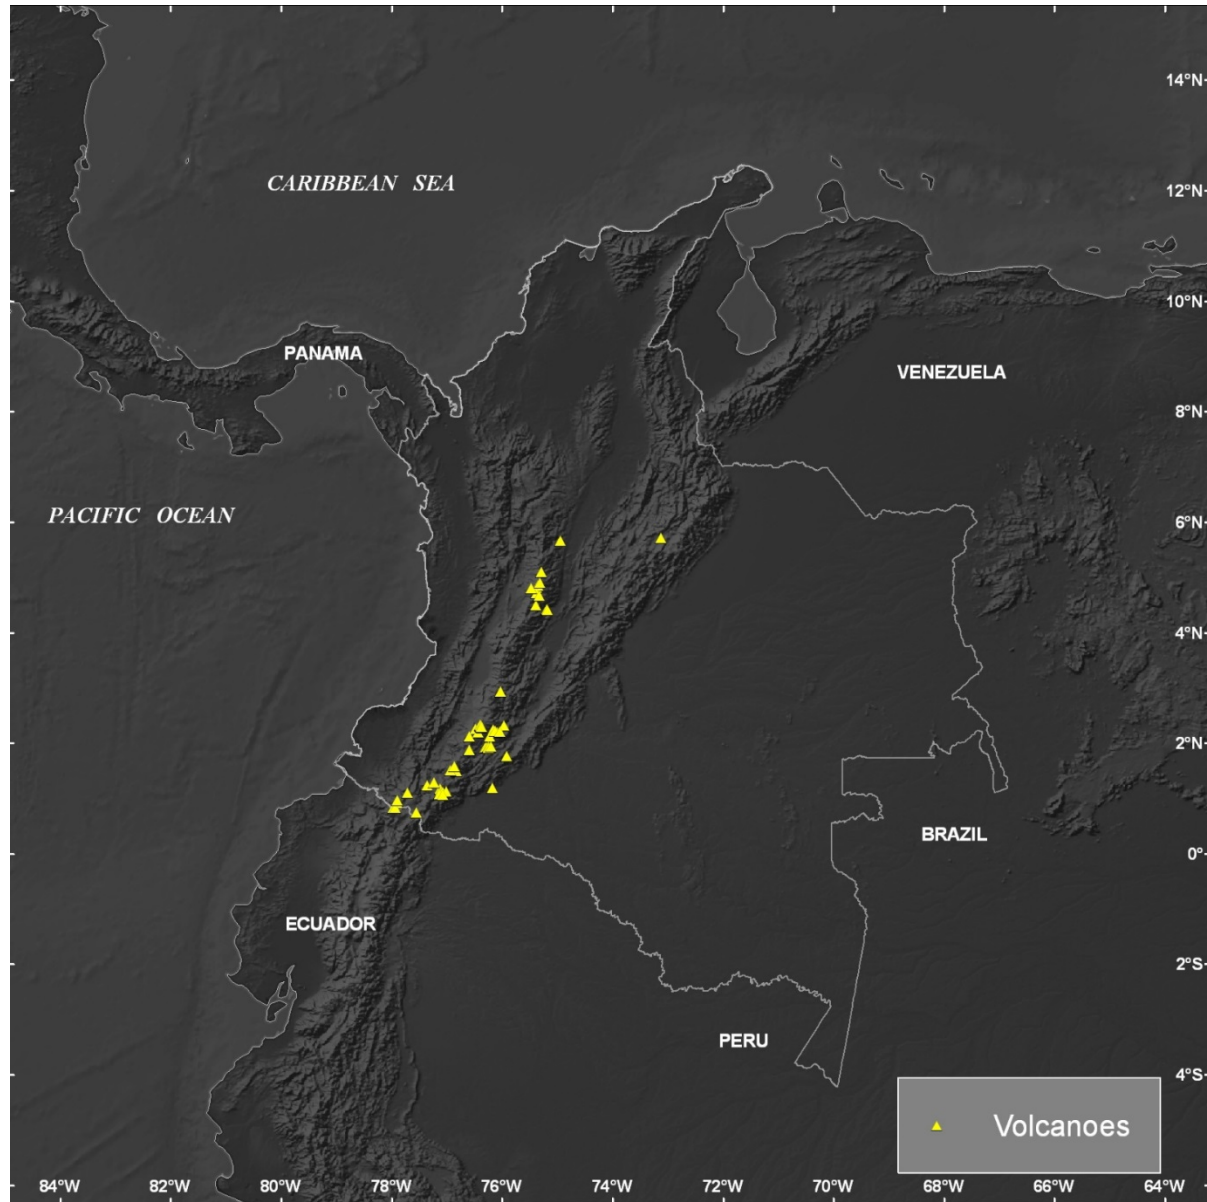 14°N
CARIBBEAN SEA
12°N
10°N
PANAMA
VENEZUELA
8°N
PACIFIC OCEAN
6°N
4°N
2°N
BRAZIL
0°
ECUADOR
2°S
PERU
4°S
Volcanoes
84°W 82°W 80°W 78°W 76°W 74°W 72°W 70°W 68°W 66°W 64°W